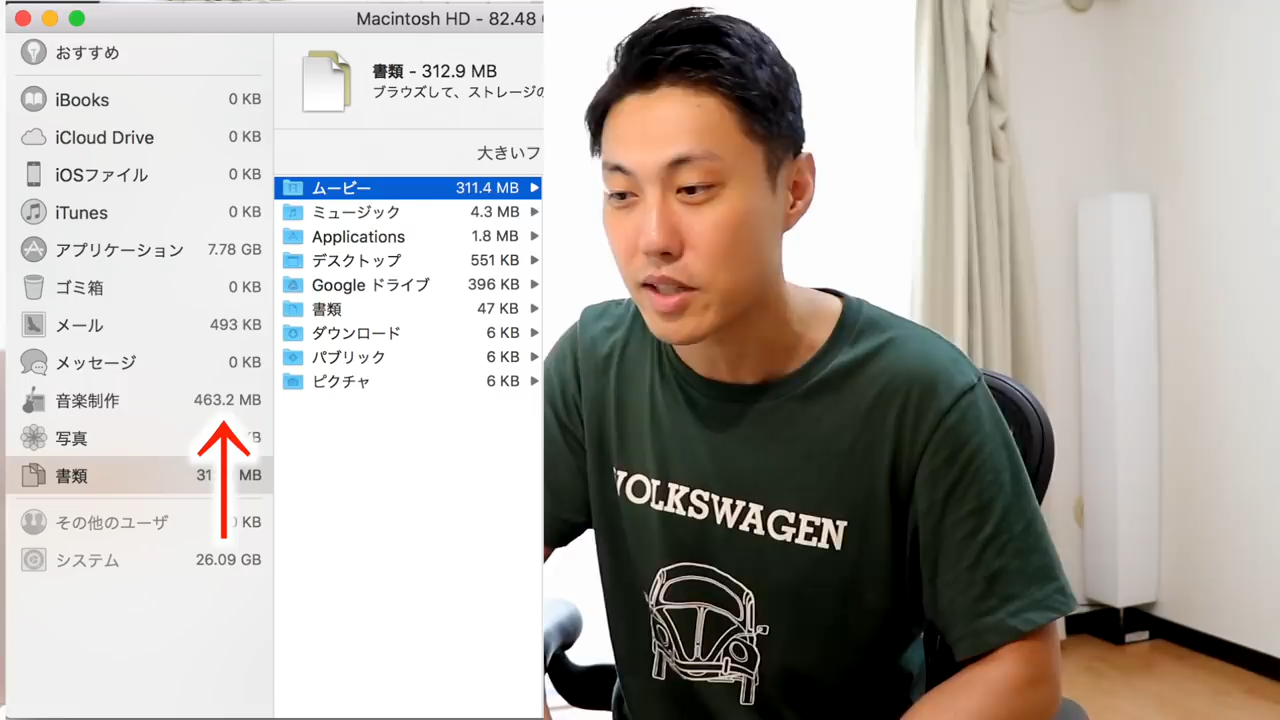 Macintosh HD - 82.48
おすすめ
iBooks 0 KB
iCloud Drive 0 KB
iOSファイル 0 KB
iTunes 0 KB
アプリケーション 7.78 GB
ゴミ箱 0 KB
メール 493 KB
メッセージ 0 KB
音楽制作 463.2 MB
写真 KB
書類 31 MB
その他のユーザ 0 KB
システム 26.09 GB
書類 - 312.9 MB
ブラウズして、ストレージの
大きいフ
ムービー 311.4 MB
ミュージック 4.3 MB
Applications 1.8 MB
デスクトップ 551 KB
Google ドライブ 396 KB
書類 47 KB
ダウンロード 6 KB
パブリック 6 KB
ピクチャ 6 KB
VOLKSWAGEN